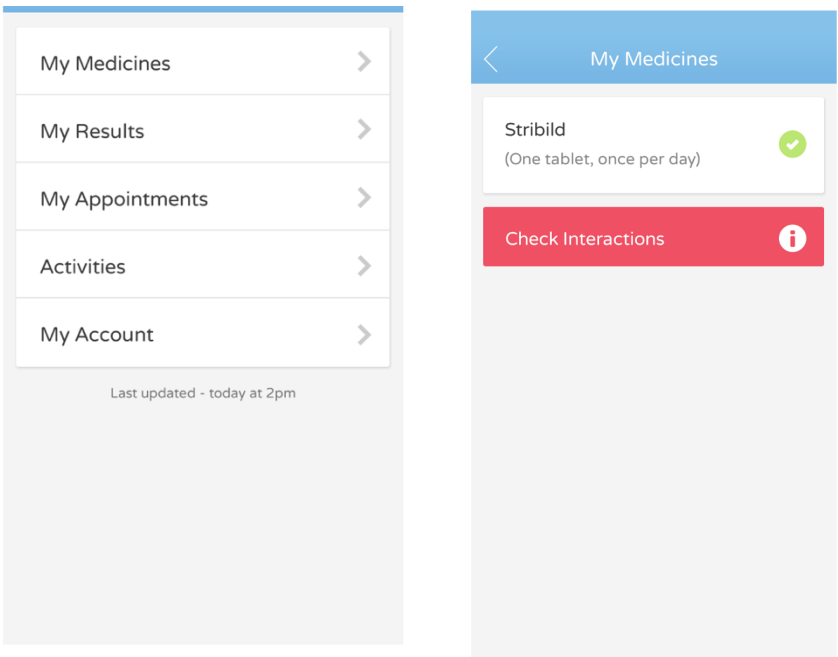 My Medicines
My Results
My Appointments
Activities
My Account
Last updated - today at 2pm
My Medicines
Stribild
(One tablet, once per day)
Check Interactions